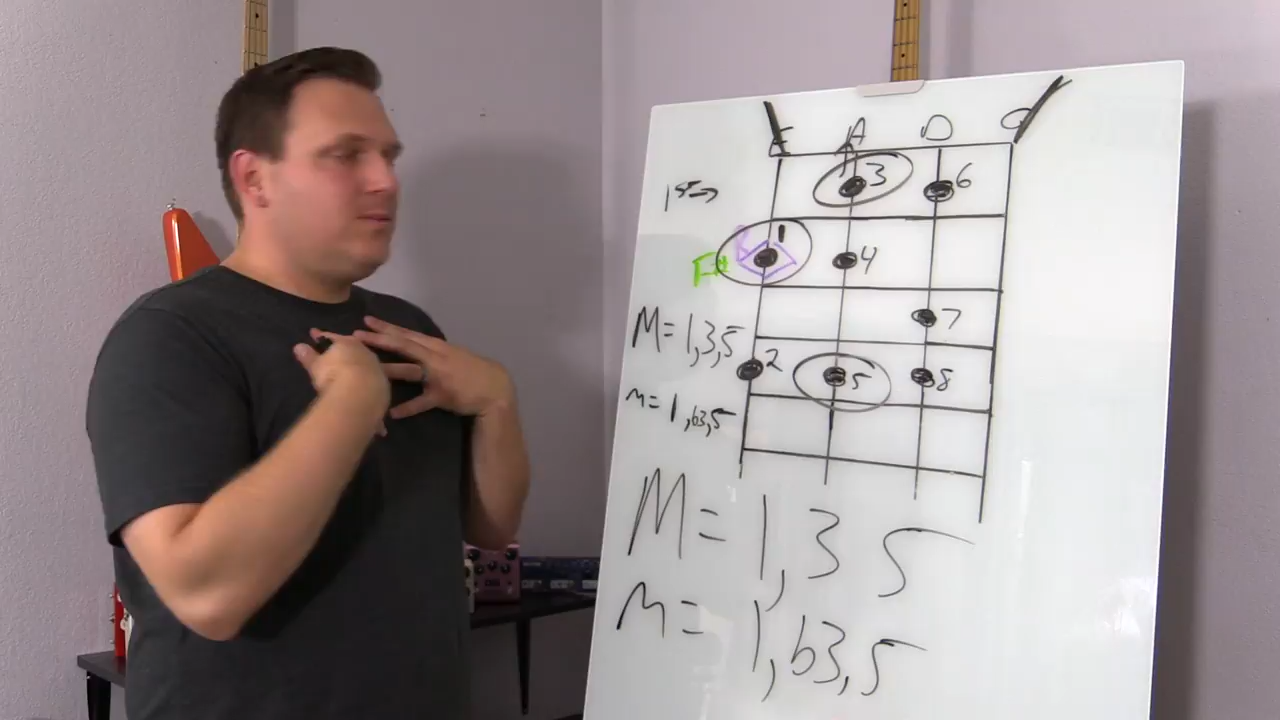 E A D G
1st→ 3 6
F# R 1 4
7
M= 1,3,5
2 5 8
m= 1,b3,5
M= 1,3 5
m= 1,b3,5